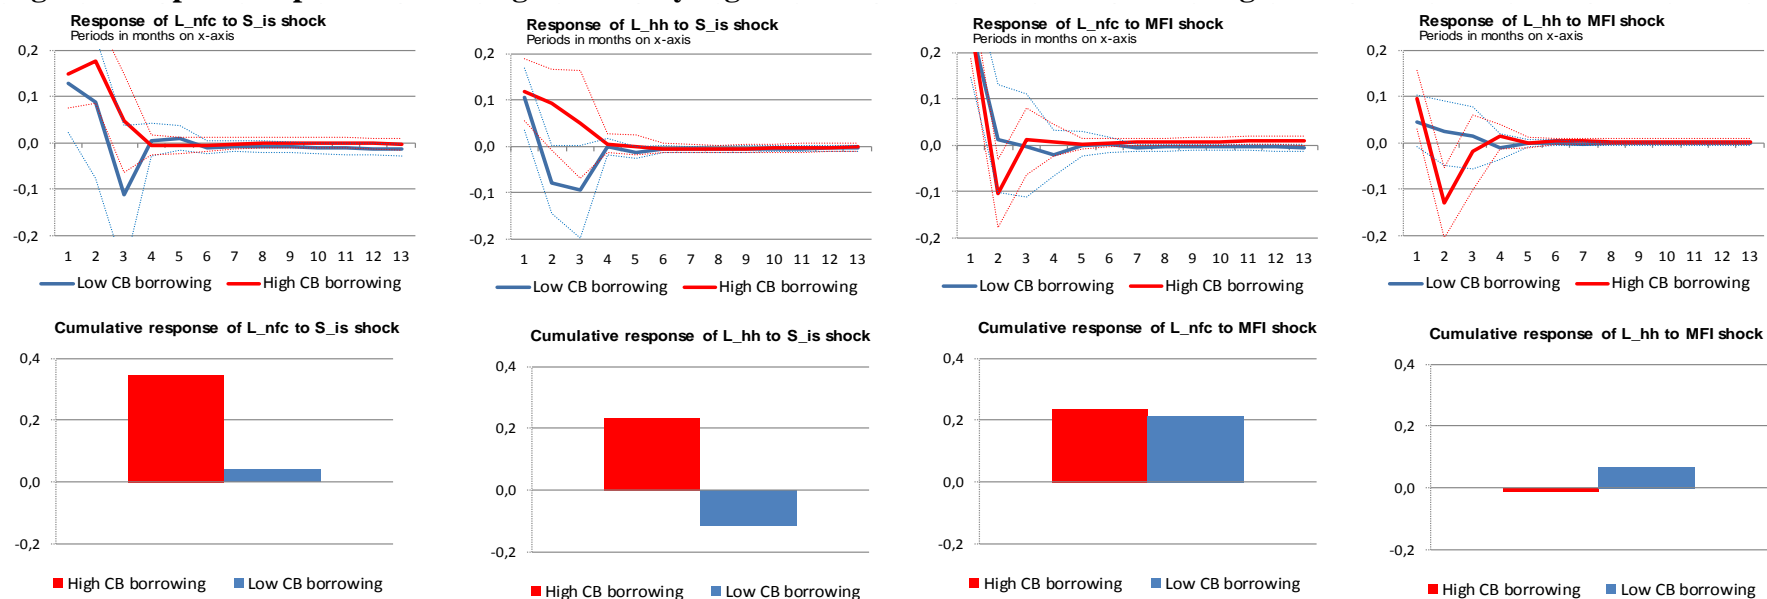 Response of L_nfc to S_is shock
Periods in months on x-axis
0,2
0,1
0,0
-0,1
-0,2
1 2 3 4 5 6 7 8 9 10 11 12 13
Low CB borrowing High CB borrowing
Response of L_hh to S_is shock
0,2
0,1
0,0
-0,1
-0,2
1 2 3 4 5 6 7 8 9 10 11 12 13
Low CB borrowing High CB borrowing
Response of L_nfc to MFI shock
Periods in months on x-axis
0,2
0,1
0,0
-0,1
-0,2
1 2 3 4 5 6 7 8 9 10 11 12 13
Low CB borrowing High CB borrowing
Response of L_hh to MFI shock
Periods in months on x-axis
0,2
0,1
0,0
-0,1
-0,2
1 2 3 4 5 6 7 8 9 10 11 12 13
Low CB borrowing High CB borrowing
Cumulative response of L_nfc to S_is shock
0,4
0,2
0,0
-0,2
High CB borrowing Low CB borrowing
Cumulative response of L_hh to S_is shock
0,4
0,2
0,0
-0,2
High CB borrowing Low CB borrowing
Cumulative response of L_nfc to MFI shock
0,4
0,2
0,0
-0,2
High CB borrowing Low CB borrowing
Cumulative response of L_hh to MFI shock
0,4
0,2
0,0
-0,2
High CB borrowing Low CB borrowing